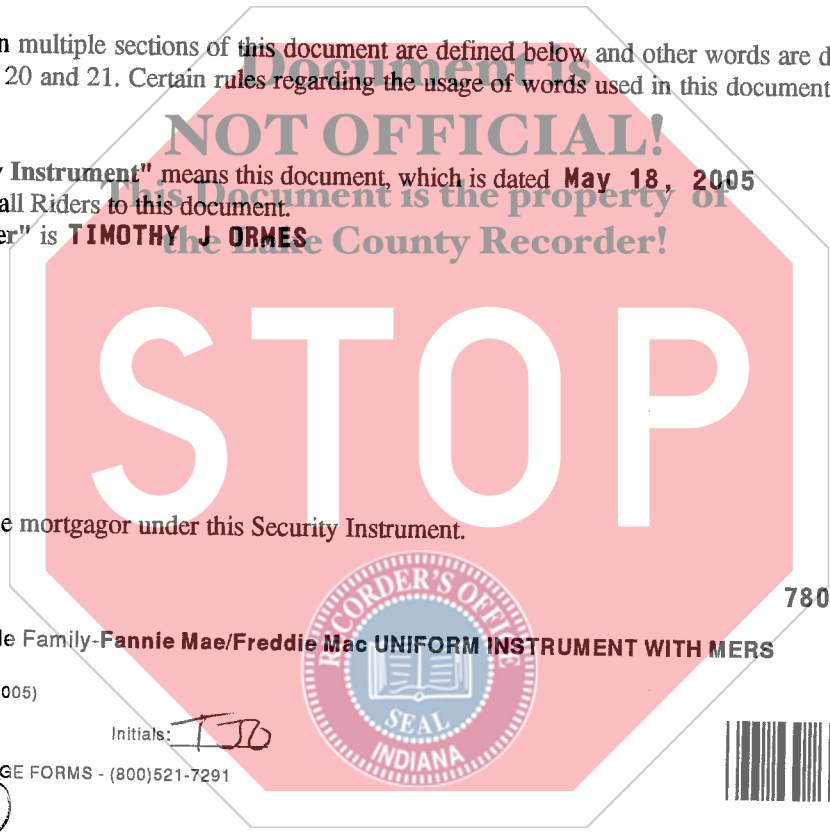 n multiple sections of this document are defined below and other words are d
20 and 21. Certain rules regarding the usage of words used in this document
Document is
NOT OFFICIAL!
This Document is the property of
the Lake County Recorder!
y Instrument" means this document, which is dated May 18, 2005
all Riders to this document.
er" is TIMOTHY J ORMES
STOP
e mortgagor under this Security Instrument.
780
le Family-Fannie Mae/Freddie Mac UNIFORM INSTRUMENT WITH MERS
005)
RECORDER'S OFFICE
SEAL
INDIANA
Initials: TJO
GE FORMS - (800)521-7291